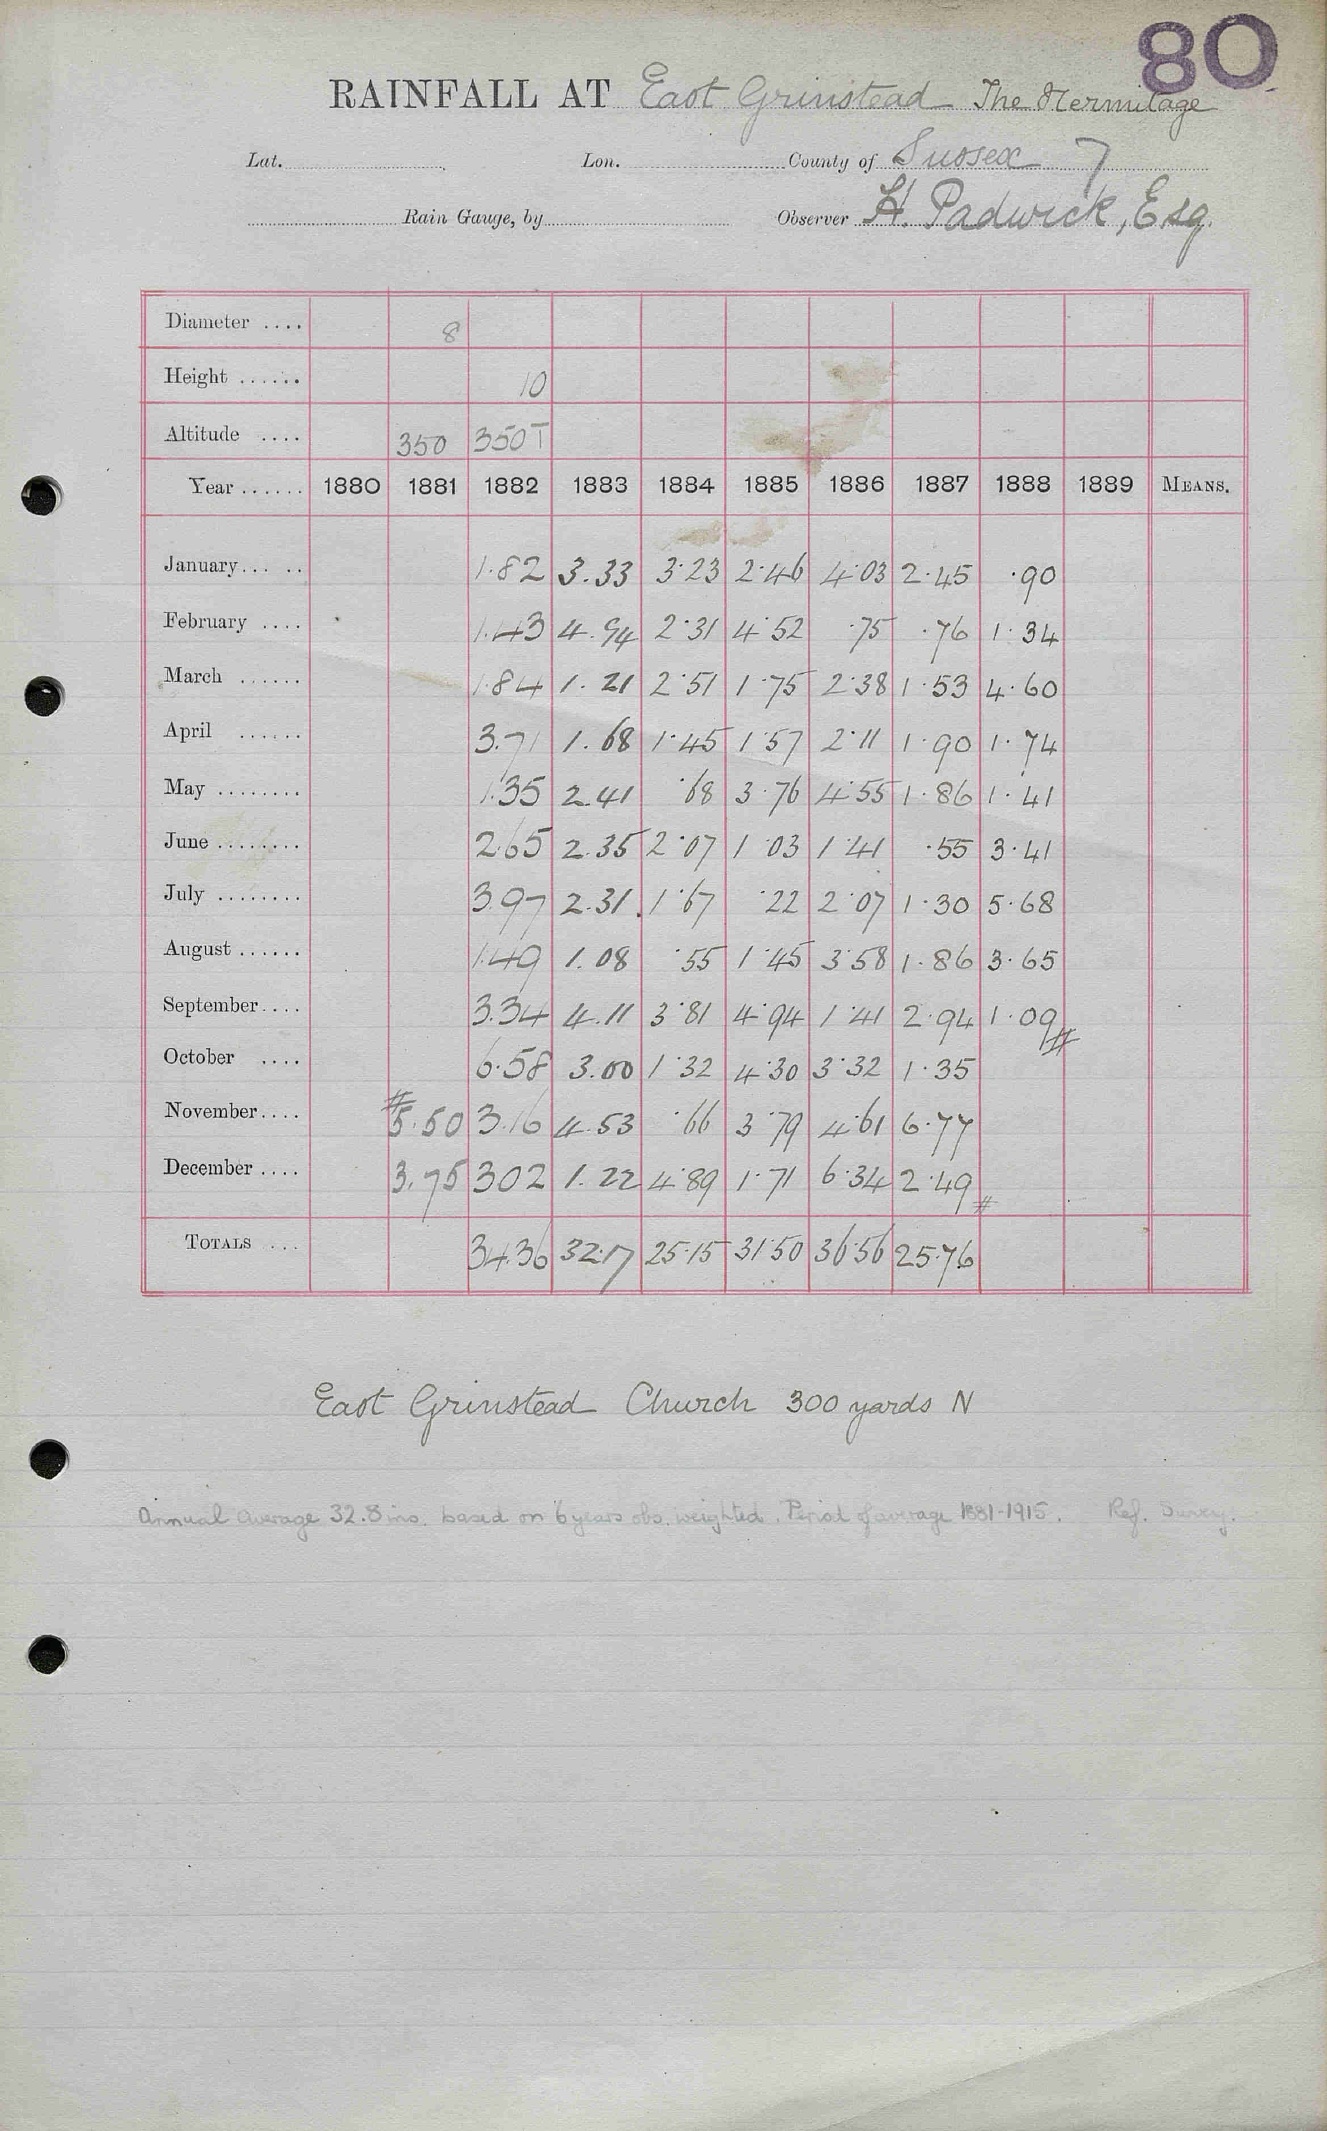 80
RAINFALL AT East Grinstead The Hermitage
Lat. Lon. County of Sussex 7
Rain Gauge, by Observer H. Padwick, Esq.
Diameter .... 8
Height ...... 10
Altitude .... 350 350 T
Year ...... 1880 1881 1882 1883 1884 1885 1886 1887 1888 1889 MEANS.
January... .. 1.82 3.33 3.23 2.46 4.03 2.45 .90
February .... 1.43 4.94 2.31 4.52 .75 .76 1.34
March ...... 1.84 1.21 2.51 1.75 2.38 1.53 4.60
April ...... 3.71 1.68 1.45 1.57 2.11 1.90 1.74
May ........ 1.35 2.41 .68 3.76 4.55 1.86 1.41
June ........ 2.65 2.35 2.07 1.03 1.41 .55 3.41
July ........ 3.97 2.31 1.67 .22 2.07 1.30 5.68
August ...... 1.49 1.08 .55 1.45 3.58 1.86 3.65
September.... 3.34 4.11 3.81 4.94 1.41 2.94 1.09 #
October .... 6.58 3.00 1.32 4.30 3.32 1.35
November.... # 5.50 3.16 4.53 .66 3.79 4.61 6.77
December .... 3.75 302 1.22 4.89 1.71 6.34 2.49 #
TOTALS ... 34.36 32.17 25.15 31.50 36.56 25.76
East Grinstead Church 300 yards N
Annual average 32.8 ins. based on 6 years obs. weighted. Period of average 1881-1915. Ref. Surrey.